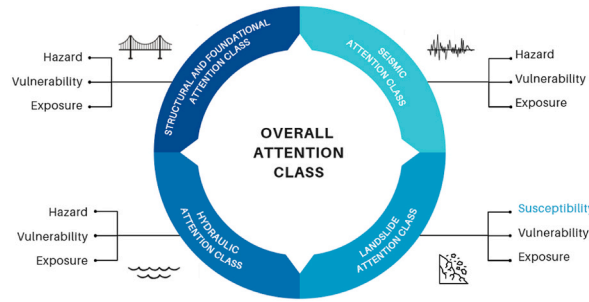 Hazard
Vulnerability
Exposure
STRUCTURAL AND FOUNDATIONAL
ATTENTION CLASS
SEISMIC
ATTENTION CLASS
Hazard
Vulnerability
Exposure
OVERALL
ATTENTION
CLASS
Hazard
Vulnerability
Exposure
HYDRAULIC
ATTENTION CLASS
LANDSLIDE
ATTENTION CLASS
Susceptibility
Vulnerability
Exposure